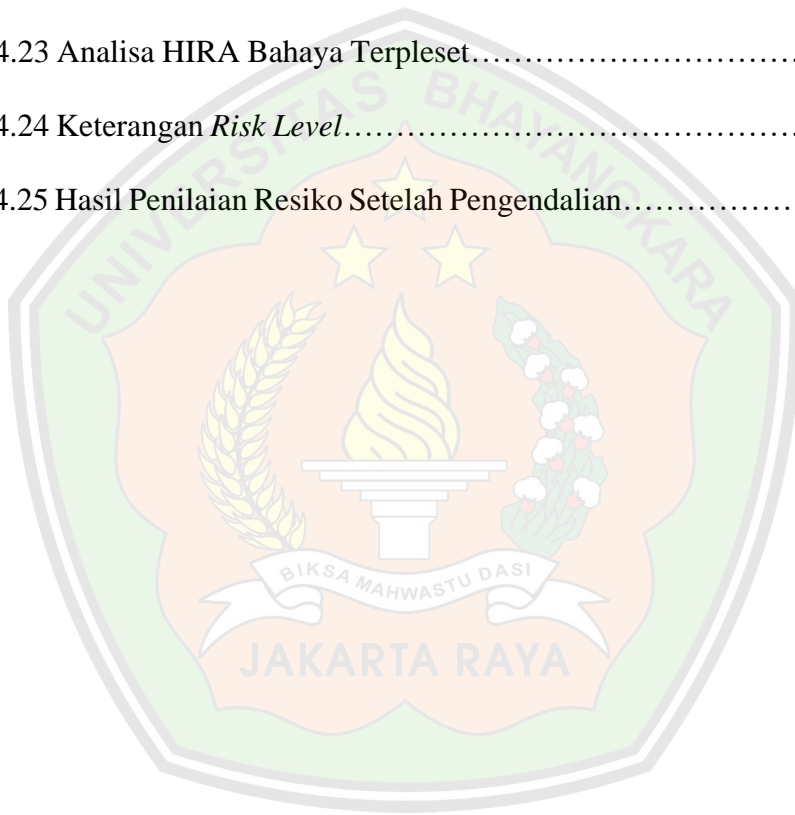 4.23 Analisa HIRA Bahaya Terpleset……………………………
4.24 Keterangan Risk Level…………………………………………
4.25 Hasil Penilaian Resiko Setelah Pengendalian………………
UNIVERSITAS BHAYANGKARA
BIKSA MAHWASTU DASI
JAKARTA RAYA